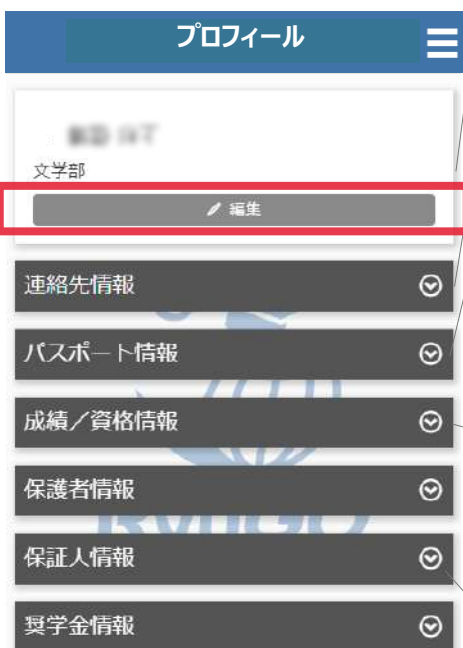 プロフィール
文学部
編集
連絡先情報
パスポート情報
成績/資格情報
保護者情報
保証人情報
奨学金情報